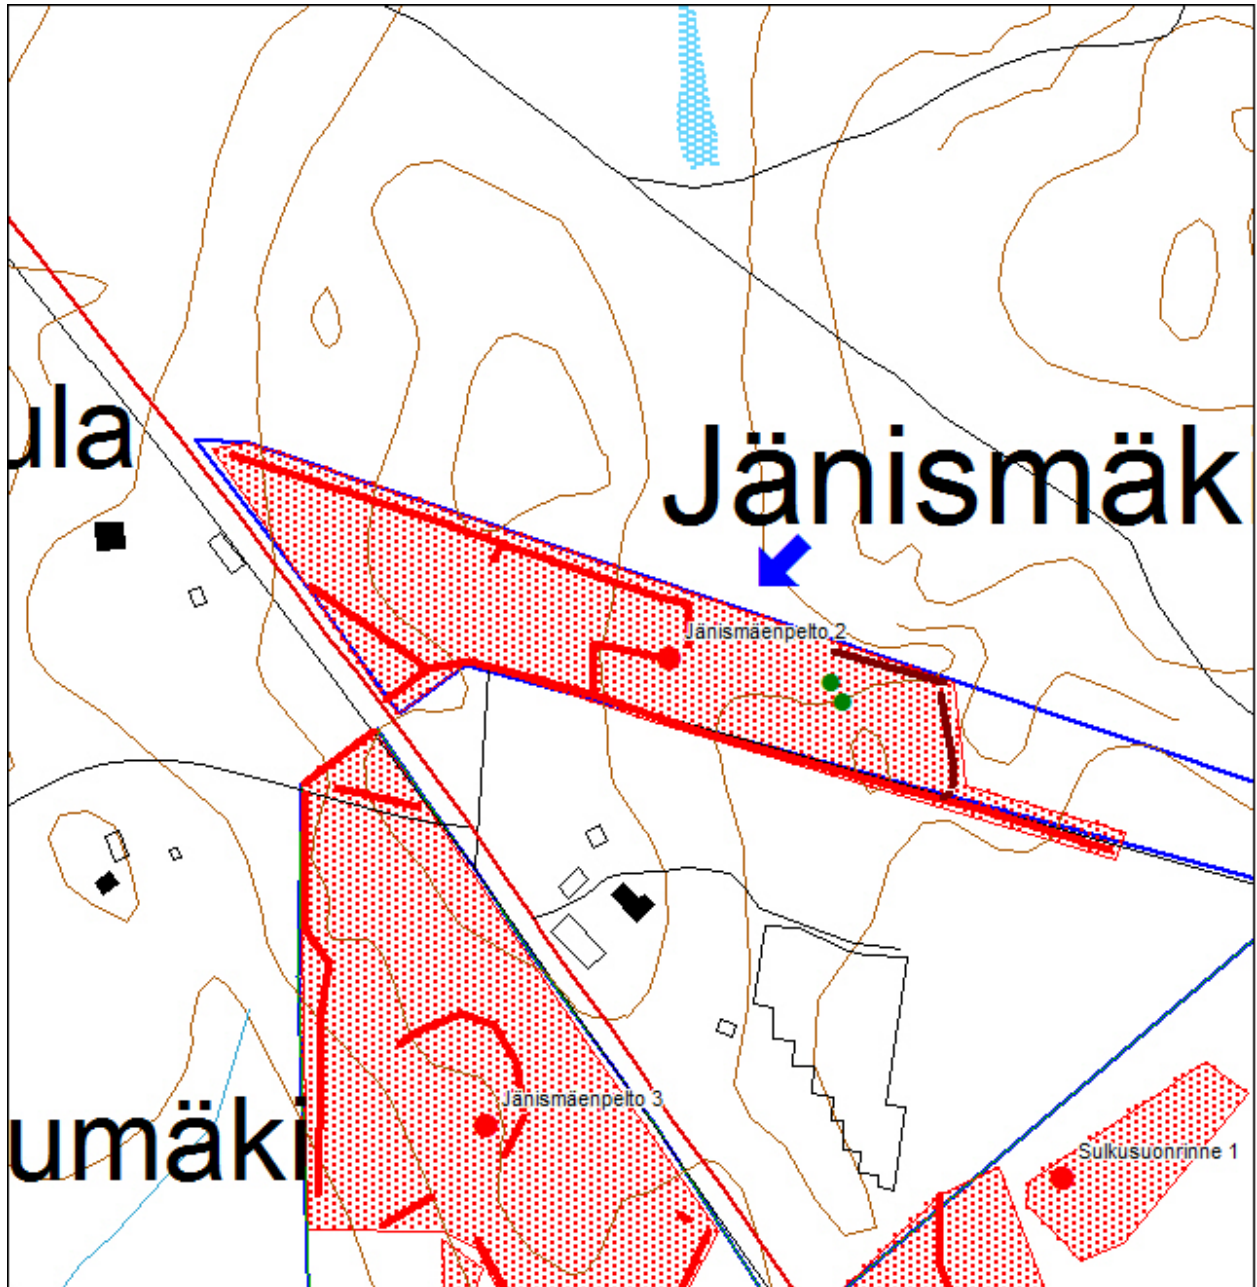 ula
Jänismäk
Jänismäenpelto 2
Jänismäenpelto 3
umäki
Sulkusuonrinne 1